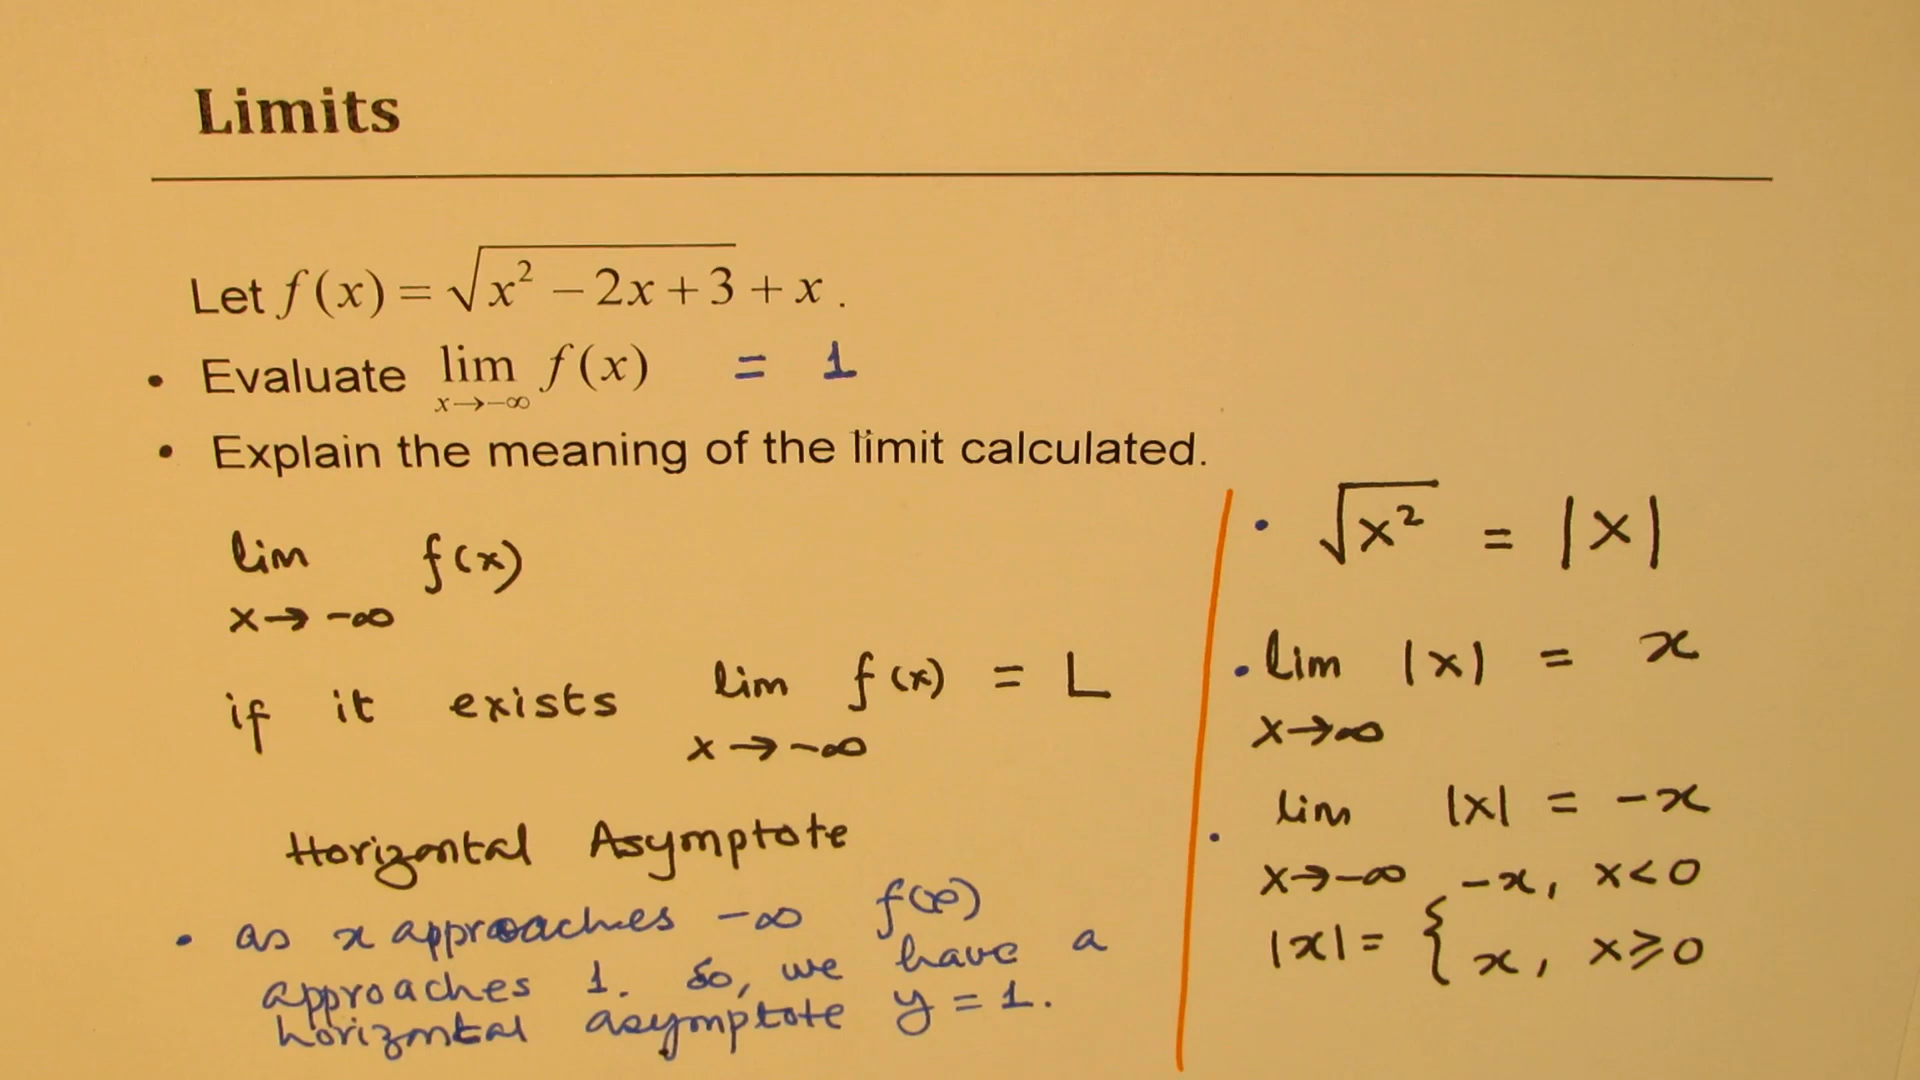 Limits
Let f(x) = √(x² − 2x + 3) + x .
• Evaluate lim f(x) = 1
x→−∞
• Explain the meaning of the limit calculated.
lim f(x)
x→ −∞
if it exists lim f(x) = L
x → −∞
Horizontal Asymptote
• as x approaches −∞ f(x)
approaches 1. So, we have a
horizontal asymptote y = 1.
• √x² = |x|
• lim |x| = x
x→∞
• lim |x| = −x
x→−∞
|x| = { −x, x<0
x, x⩾0